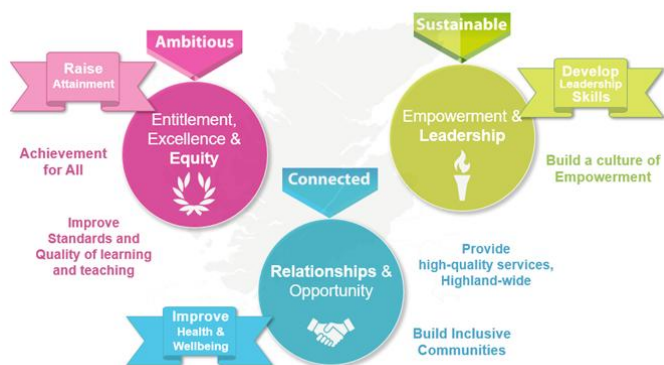 Ambitious
Raise
Attainment
Entitlement,
Excellence &
Equity
Achievement
for All
Improve
Standards and
Quality of learning
and teaching
Sustainable
Develop
Leadership
Skills
Empowerment &
Leadership
Build a culture of
Empowerment
Connected
Relationships &
Opportunity
Improve
Health &
Wellbeing
Provide
high-quality services,
Highland-wide
Build Inclusive
Communities